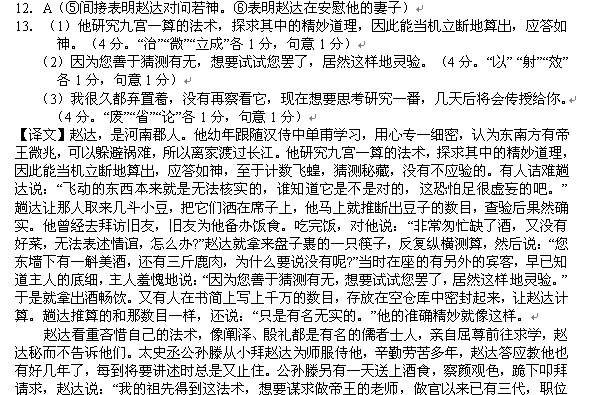 12. A（⑤间接表明赵达对问若神。⑥表明赵达在安慰他的妻子）
13. （1）他研究九宫一算的法术，探求其中的精妙道理，因此能当机立断地算出，应答如
神。（4 分。“治”“微”“立成”各 1 分，句意 1 分）
（2）因为您善于猜测有无，想要试试您罢了，居然这样地灵验。（4 分。“以” “射”“效”
各 1 分，句意 1 分）
（3）我很久都弃置着，没有再察看它，现在想要思考研究一番，几天后将会传授给你。
（4 分。“废”“省”“论”各 1 分，句意 1 分）
【译文】赵达，是河南郡人。他幼年跟随汉侍中单甫学习，用心专一细密，认为东南方有帝
王微兆，可以躲避祸难，所以离家渡过长江。他研究九宫一算的法术，探求其中的精妙道理，
因此能当机立断地算出，应答如神，至于计数飞蝗，猜测秘藏，没有不应验的。有人诘难趟
达说：“飞动的东西本来就是无法核实的，谁知道它是不是对的，这恐怕足很虚妄的吧。”
趟达让那人取来几斗小豆，把它们洒在席子上，他马上就推断出豆子的数目，查验后果然确
实。他曾经去拜访旧友，旧友为他备办饭食。吃完饭，对他说：“非常匆忙缺了酒，又没有
好菜，无法表述情谊，怎么办?”赵达就拿来盘子裹的一只筷子，反复纵横测算，然后说：“您
东墙下有一斛美酒，还有三斤鹿肉，为什么要说没有呢?”当时在座的有另外的宾客，早已知
道主人的底细，主人羞愧地说：“因为您善于猜测有无，想要试试您罢了，居然这样地灵验。”
于是就拿出酒畅饮。又有人在书简上写上千万的数目，存放在空仓库中密封起来，让赵达计
算。趟达推算的和那数目一样，还说：“只是有名无实的。”他的谁确精妙就像这样。
赵达看重吝惜自己的法术，像阐泽、殷礼都是有名的儒者士人，亲自屈尊前往求学，赵
达秘而不告诉他们。太史丞公孙滕从小拜赵达为师服侍他，辛勤劳苦多年，赵达答应教他也
有好几年了，每到将要讲述时总是又止住。公孙滕另有一天送上酒食，察颜观色，跪下叩拜
请求，赵达说：“我的祖先得到这法术，想要谋求做帝王的老师，做官以来已有三代，职位